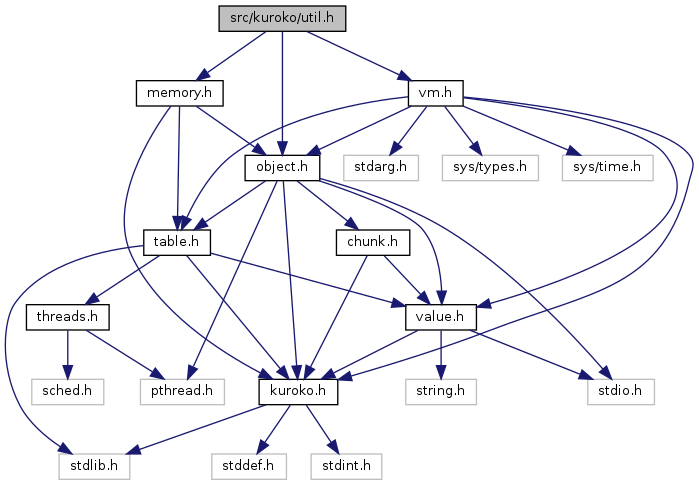 src/kuroko/util.h
memory.h
vm.h
object.h
stdarg.h
sys/types.h
sys/time.h
table.h
chunk.h
threads.h
value.h
sched.h
pthread.h
kuroko.h
string.h
stdio.h
stdlib.h
stddef.h
stdint.h